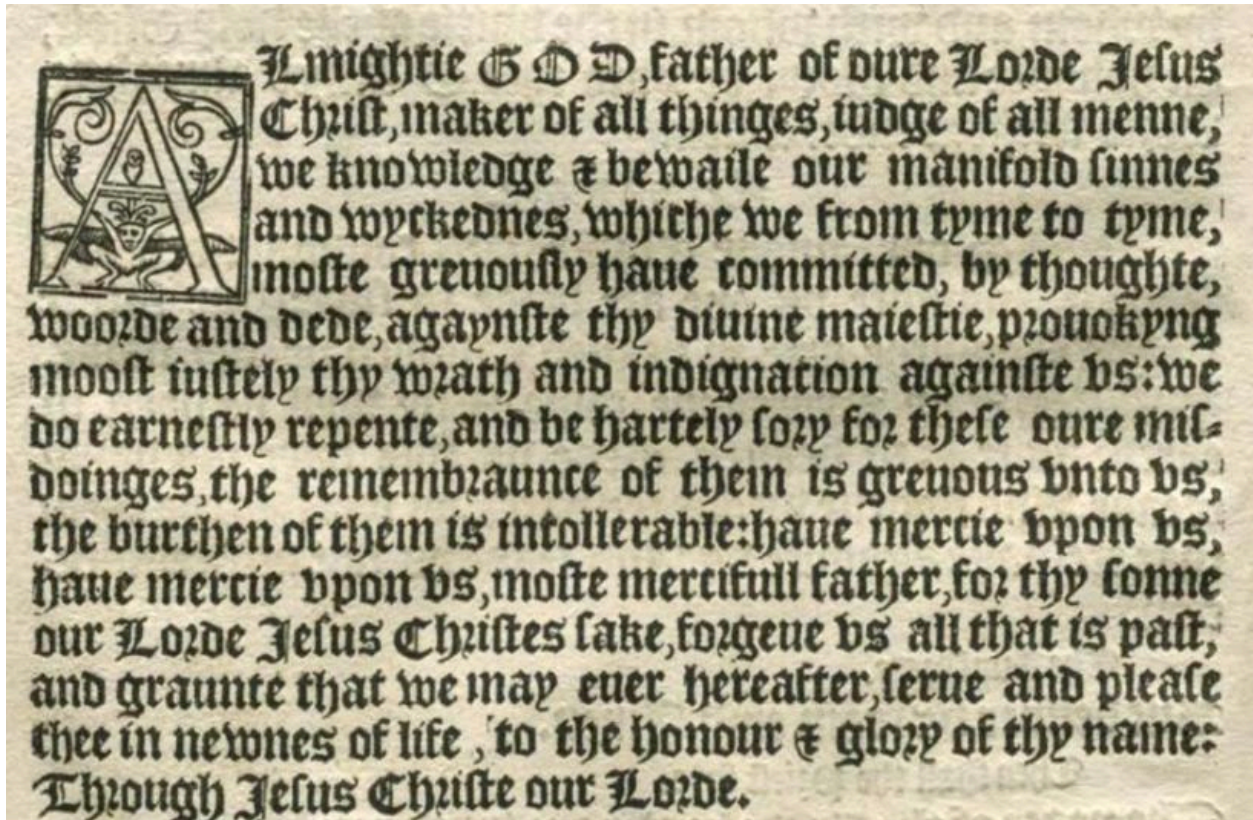 ALmightie GOD, father of oure Lorde Jesus
Christ, maker of all thinges, iudge of all menne,
we knowledge & bewaile our manifold sinnes
and wyckednes, whiche we from tyme to tyme,
moste greuously haue committed, by thoughte,
woorde and dede, agaynste thy diuine maiestie, prouokyng
moost iustely thy wrath and indignation againste vs: we
do earnestly repente, and be hartely sory for these oure mis-
doinges, the remembraunce of them is greuous vnto vs,
the burthen of them is intollerable: haue mercie vpon vs,
haue mercie vpon vs, moste mercifull father, for thy sonne
our Lorde Jesus Christes sake, forgeue vs all that is past,
and graunte that we may euer hereafter, serue and please
thee in newnes of life, to the honour & glory of thy name:
Through Jesus Christe our Lorde.